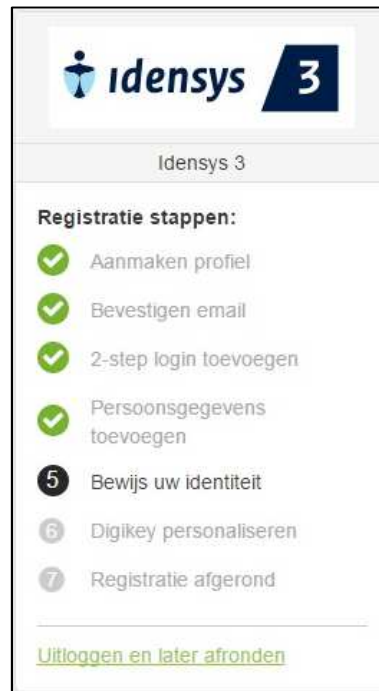 idensys 3
Idensys 3
Registratie stappen:
Aanmaken profiel
Bevestigen email
2-step login toevoegen
Persoonsgegevens
toevoegen
5 Bewijs uw identiteit
6 Digikey personaliseren
7 Registratie afgerond
Uitloggen en later afronden